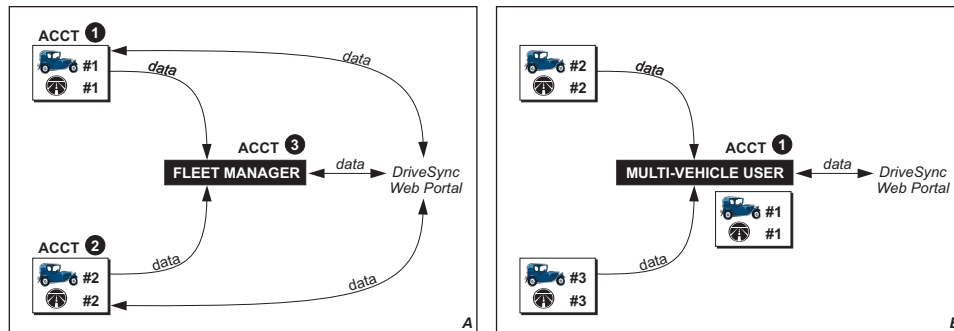 ACCT 1
#1
#1
data
data
ACCT 3
FLEET MANAGER
data
DriveSync
Web Portal
ACCT 2
#2
#2
data
data
A
#2
#2
data
ACCT 1
MULTI-VEHICLE USER
data
DriveSync
Web Portal
#1
#1
#3
#3
data
B